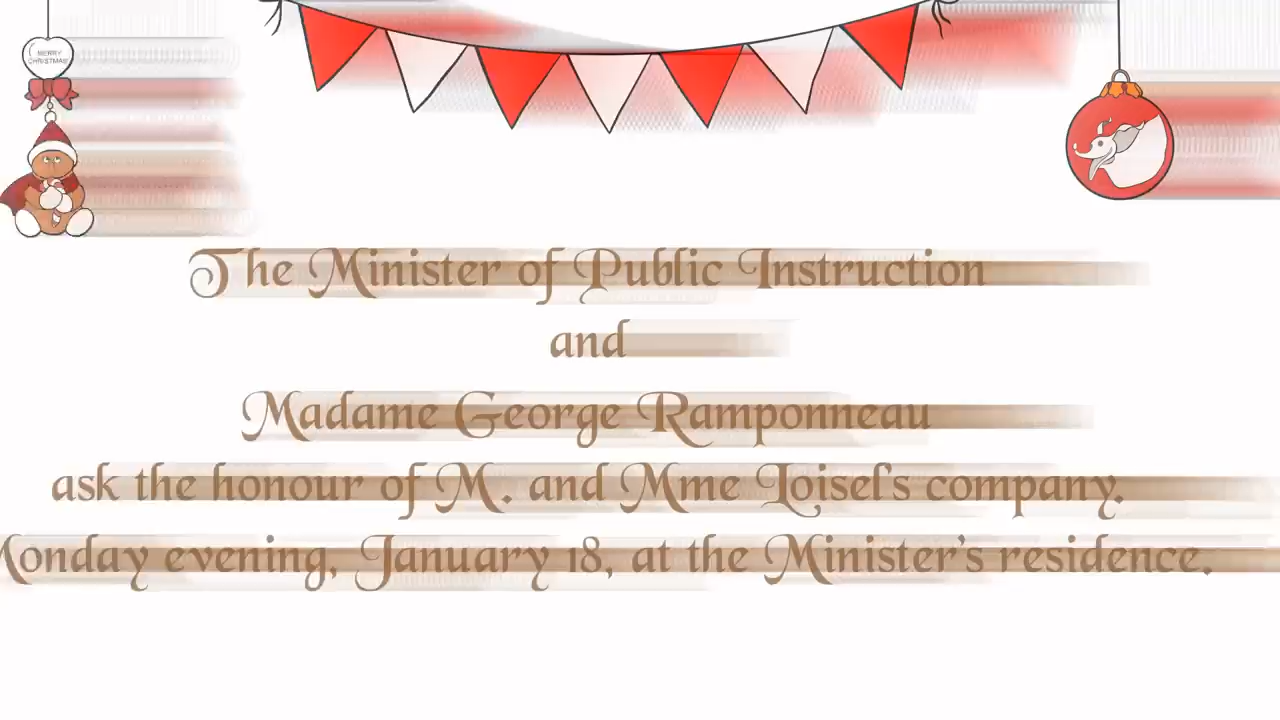 MERRY
CHRISTMAS
The Minister of Public Instruction
and
Madame George Ramponneau
ask the honour of M. and Mme Loisel's company.
Monday evening, January 18, at the Minister's residence.